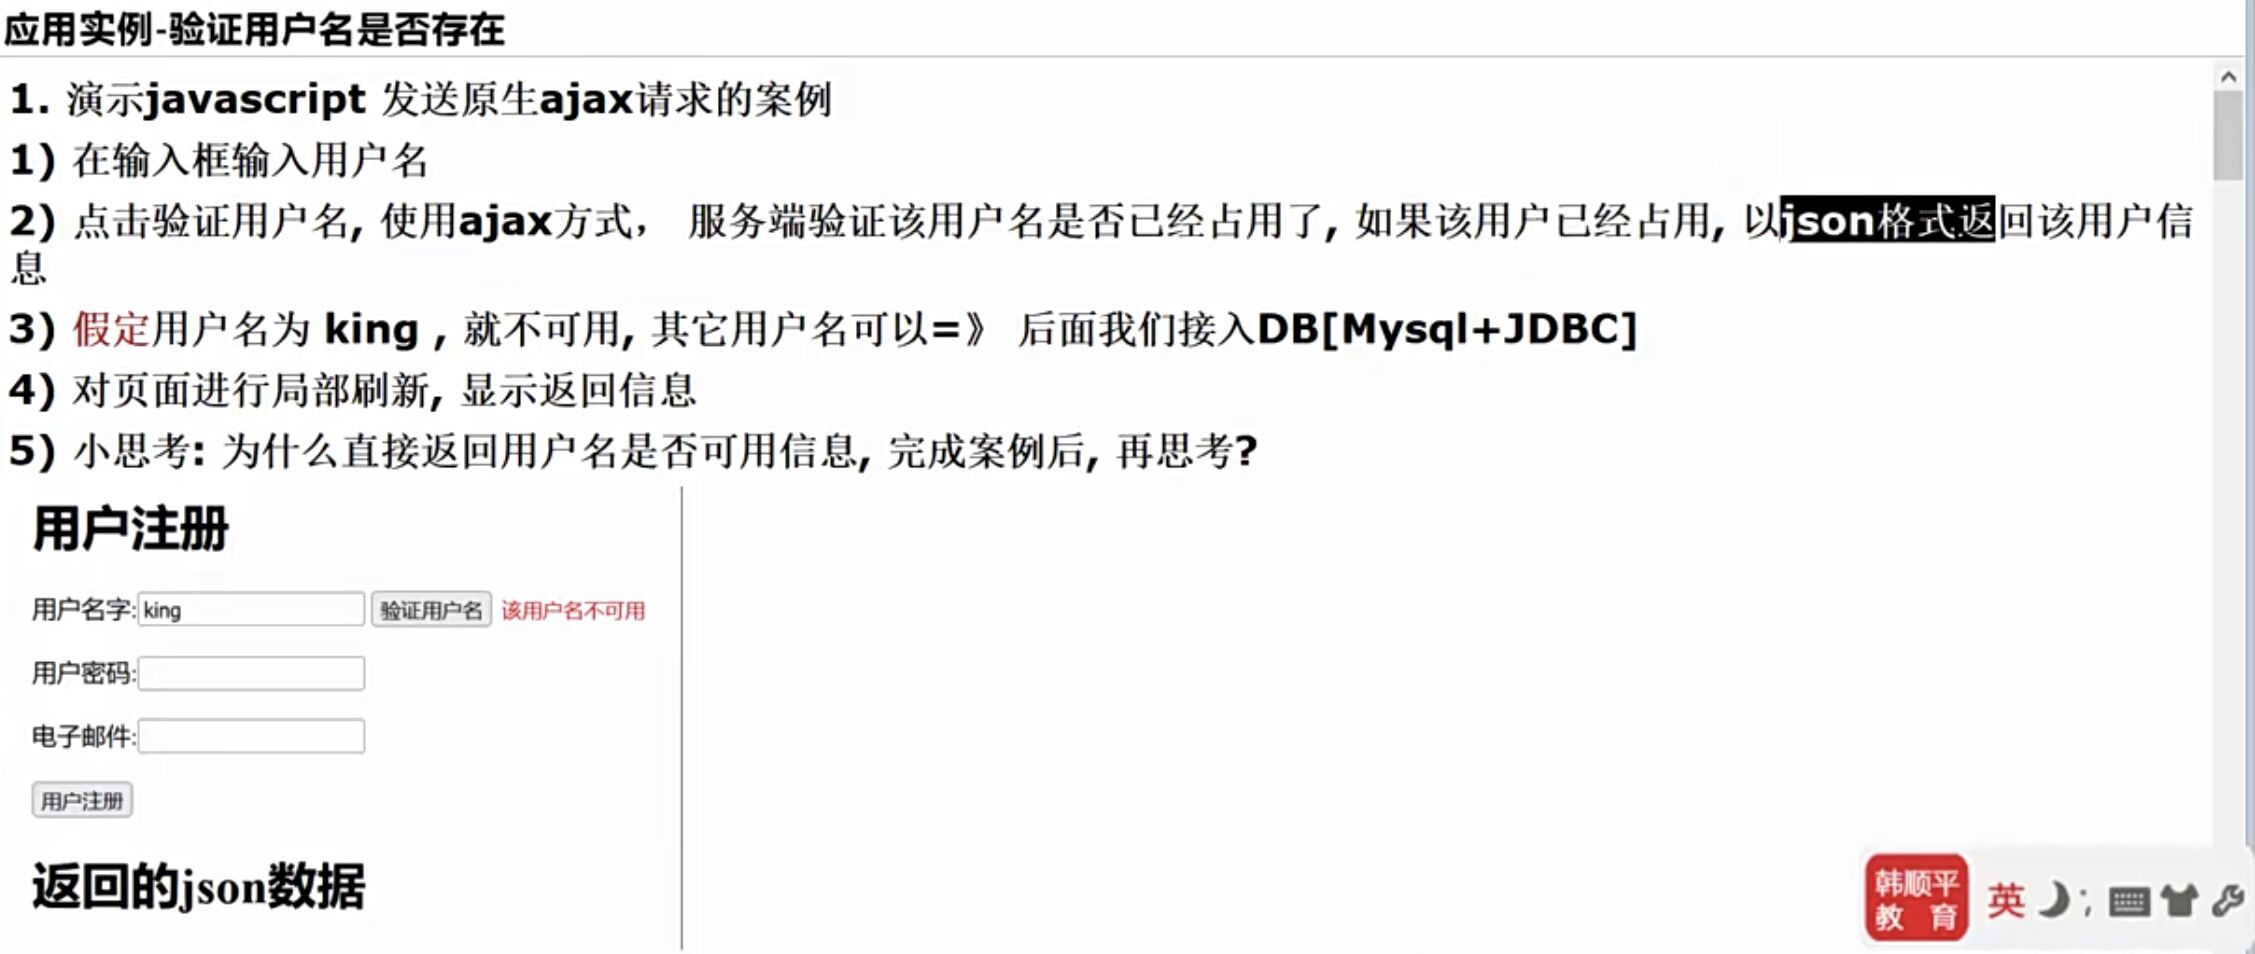 应用实例-验证用户名是否存在
1. 演示javascript 发送原生ajax请求的案例
1) 在输入框输入用户名
2) 点击验证用户名, 使用ajax方式， 服务端验证该用户名是否已经占用了, 如果该用户已经占用, 以json格式返回该用户信
息
3) 假定用户名为 king , 就不可用, 其它用户名可以=》 后面我们接入DB[Mysql+JDBC]
4) 对页面进行局部刷新, 显示返回信息
5) 小思考: 为什么直接返回用户名是否可用信息, 完成案例后, 再思考?
用户注册
用户名字: king 验证用户名 该用户名不可用
用户密码:
电子邮件:
用户注册
返回的json数据
韩顺平
教 育
英